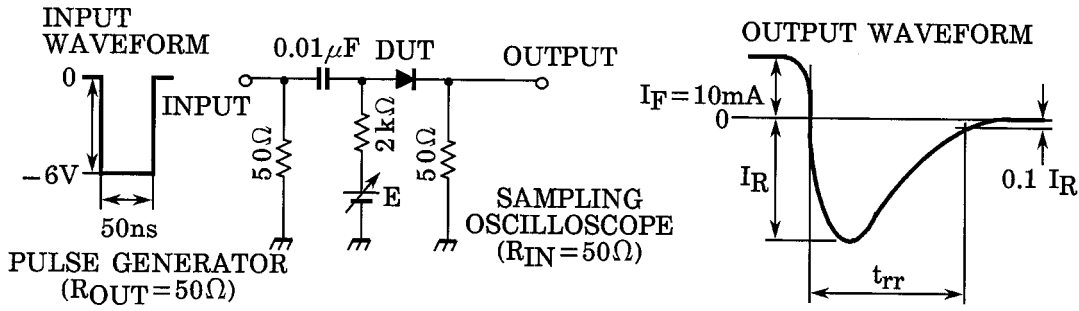 INPUT
WAVEFORM
0
−6V
50ns
PULSE GENERATOR
(ROUT=50Ω)
INPUT
0.01μF
DUT
OUTPUT
50Ω
2kΩ
E
50Ω
SAMPLING
OSCILLOSCOPE
(RIN=50Ω)
OUTPUT WAVEFORM
IF=10mA
0
IR
0.1 IR
trr